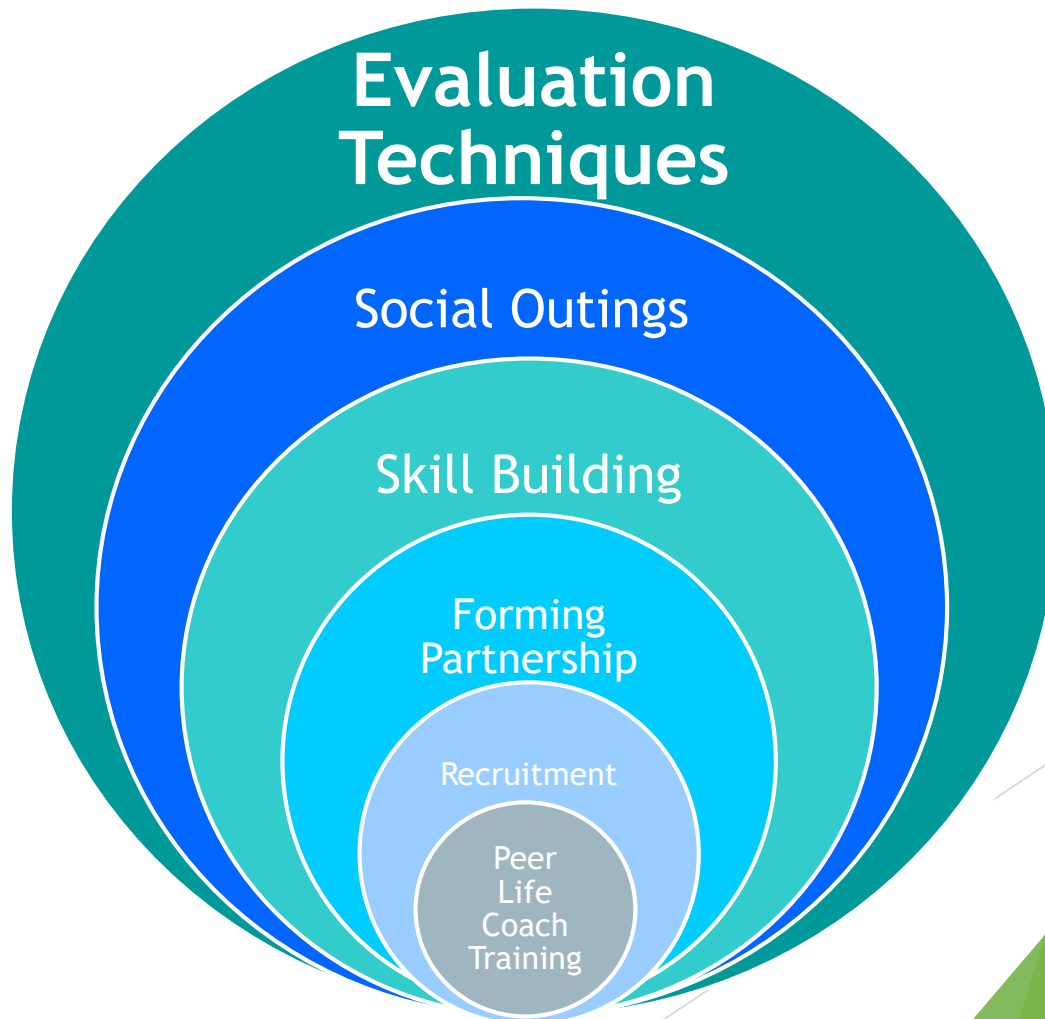 Evaluation
Techniques
Social Outings
Skill Building
Forming
Partnership
Recruitment
Peer
Life
Coach
Training